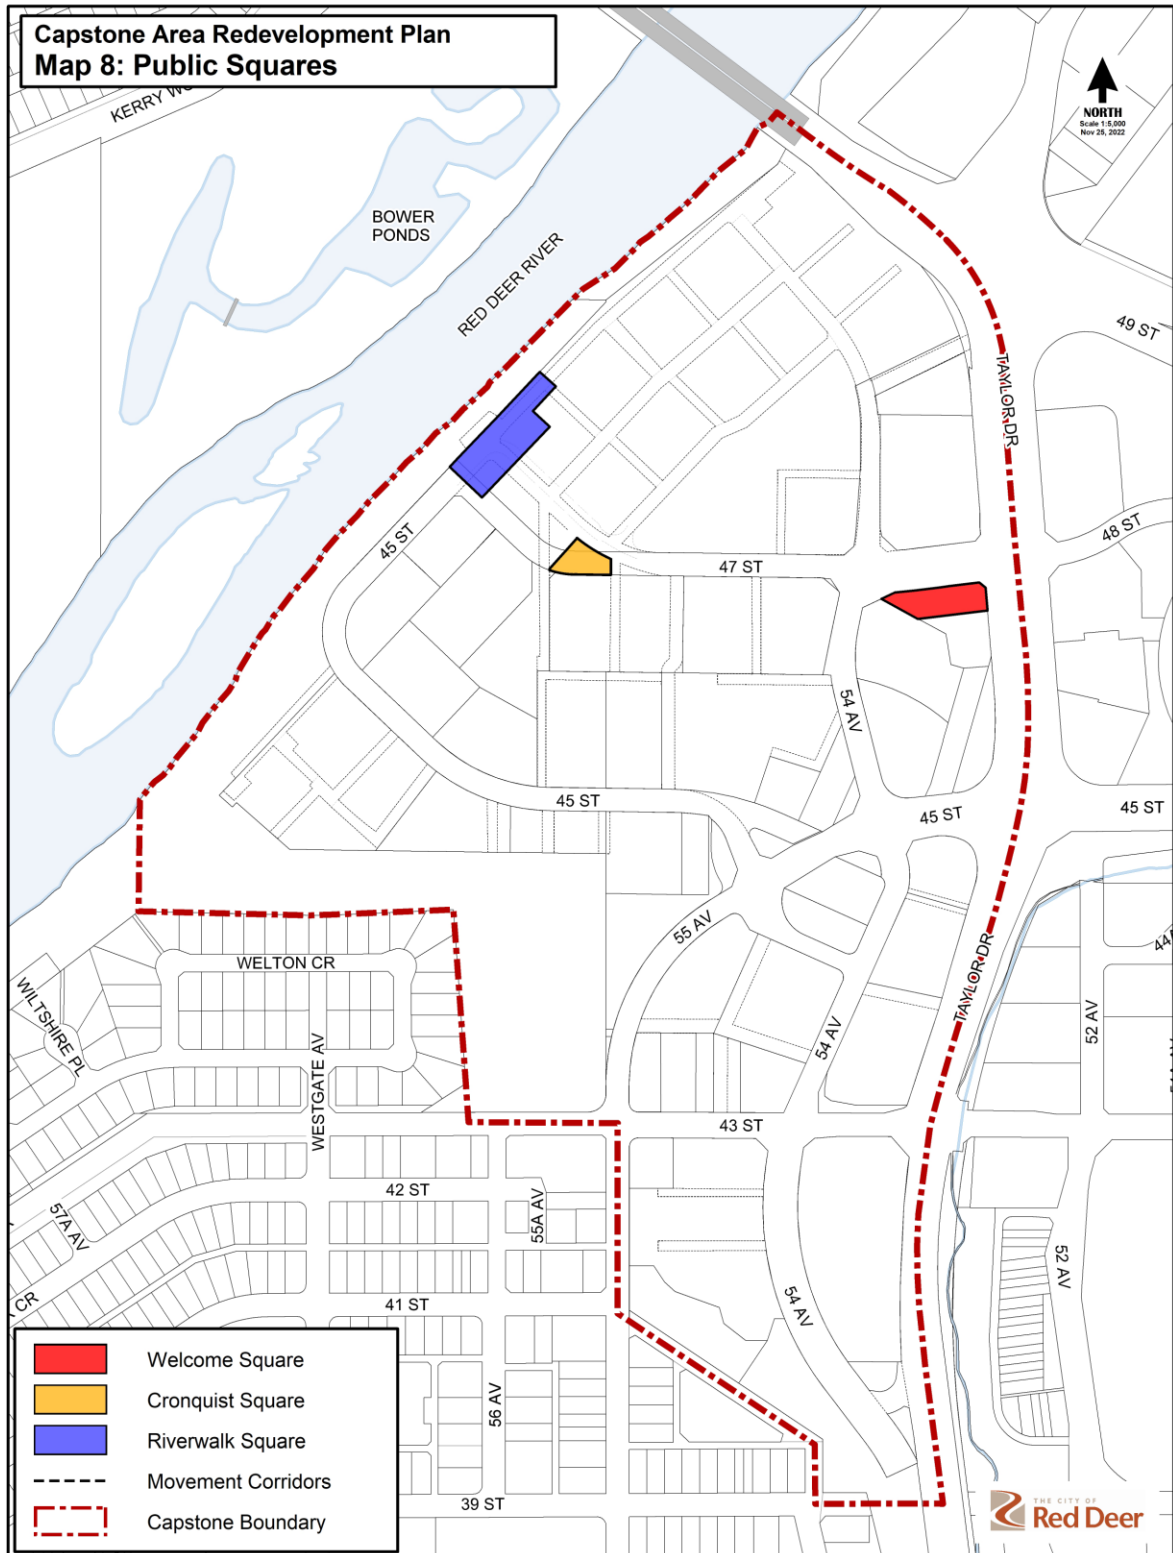 Capstone Area Redevelopment Plan
Map 8: Public Squares
NORTH
Scale 1:5,000
Nov 25, 2022
KERRY
BOWER
PONDS
RED DEER RIVER
49 ST
TAYLOR DR
48 ST
45 ST
47 ST
54 AV
45 ST
45 ST
45 ST
55 AV
44A
WELTON CR
TAYLOR DR
WILTSHIRE PL
WESTGATE AV
54 AV
52 AV
43 ST
42 ST
57A AV
55A AV
52 AV
CR
41 ST
54 AV
56 AV
39 ST
Welcome Square
Cronquist Square
Riverwalk Square
Movement Corridors
Capstone Boundary
THE CITY OF
Red Deer